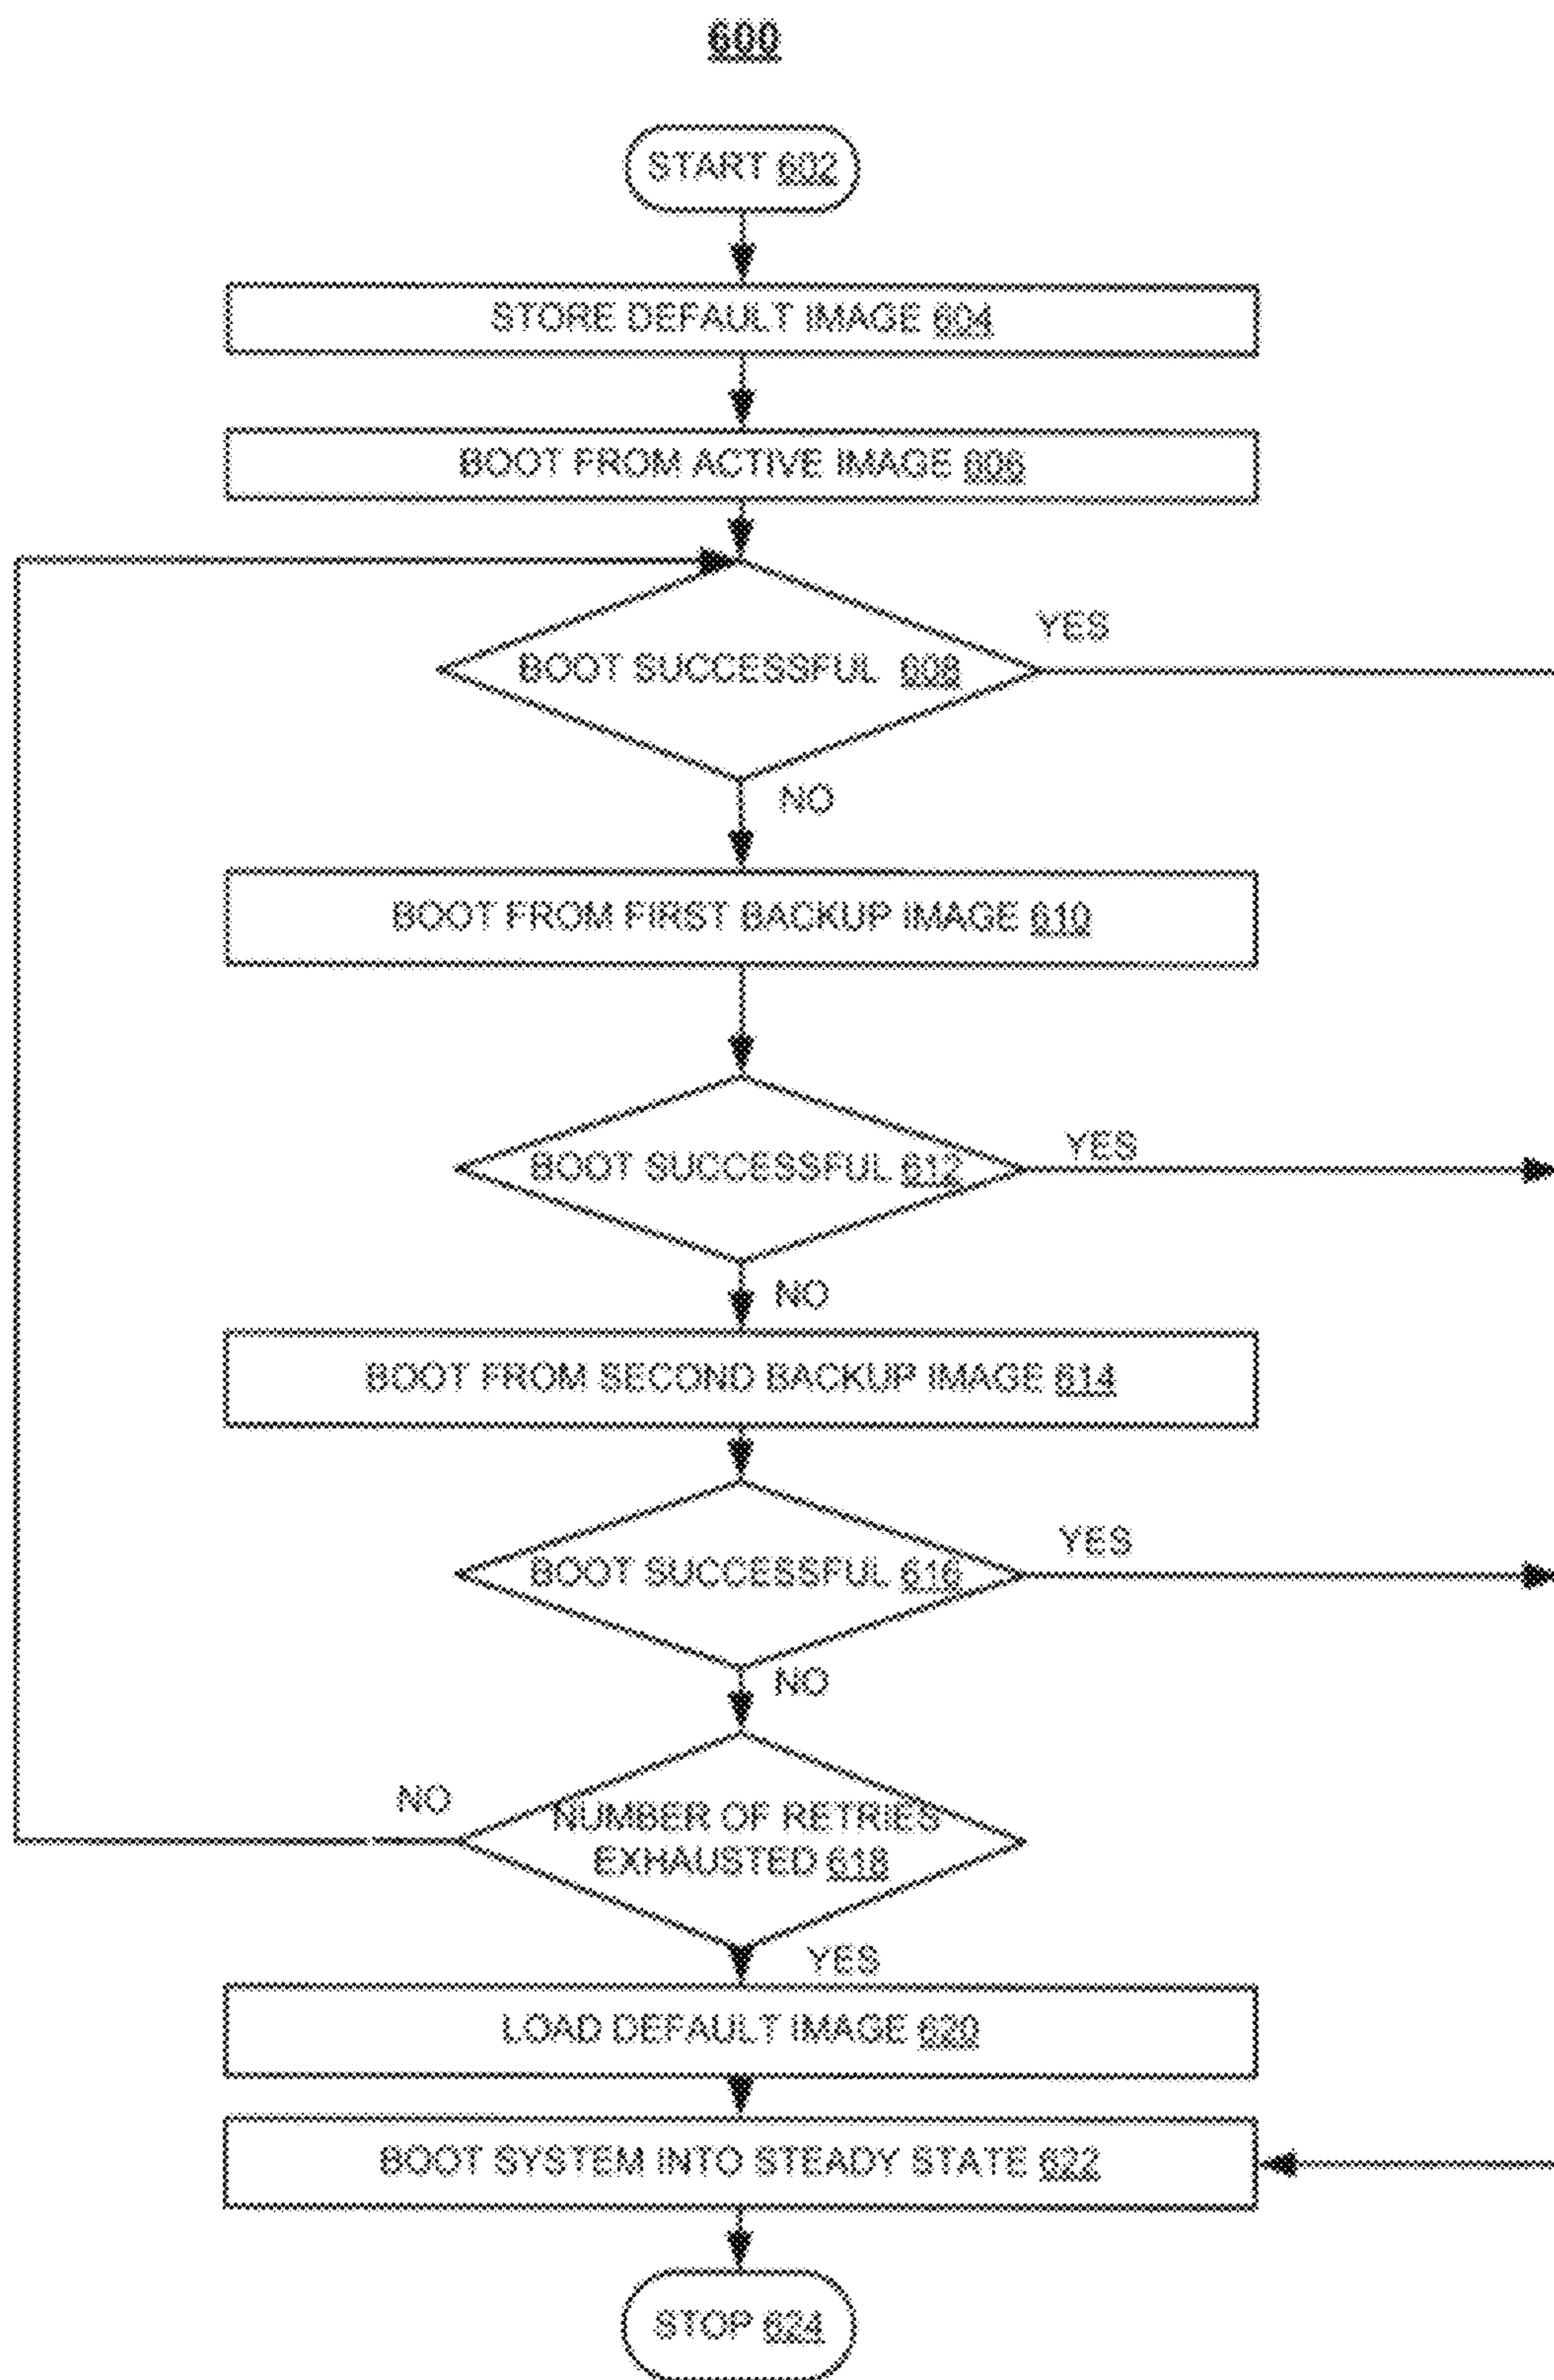 600
START 602
STORE DEFAULT IMAGE 604
BOOT FROM ACTIVE IMAGE 606
YES
BOOT SUCCESSFUL 608
NO
BOOT FROM FIRST BACKUP IMAGE 610
YES
BOOT SUCCESSFUL 612
NO
BOOT FROM SECOND BACKUP IMAGE 614
YES
BOOT SUCCESSFUL 616
NO
NO
NUMBER OF RETRIES
EXHAUSTED 618
YES
LOAD DEFAULT IMAGE 620
BOOT SYSTEM INTO STEADY STATE 622
STOP 624